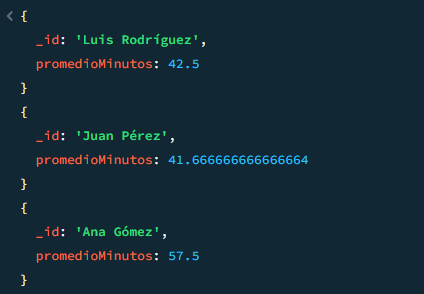 {
_id: 'Luis Rodríguez',
promedioMinutos: 42.5
}
{
_id: 'Juan Pérez',
promedioMinutos: 41.666666666666664
}
{
_id: 'Ana Gómez',
promedioMinutos: 57.5
}